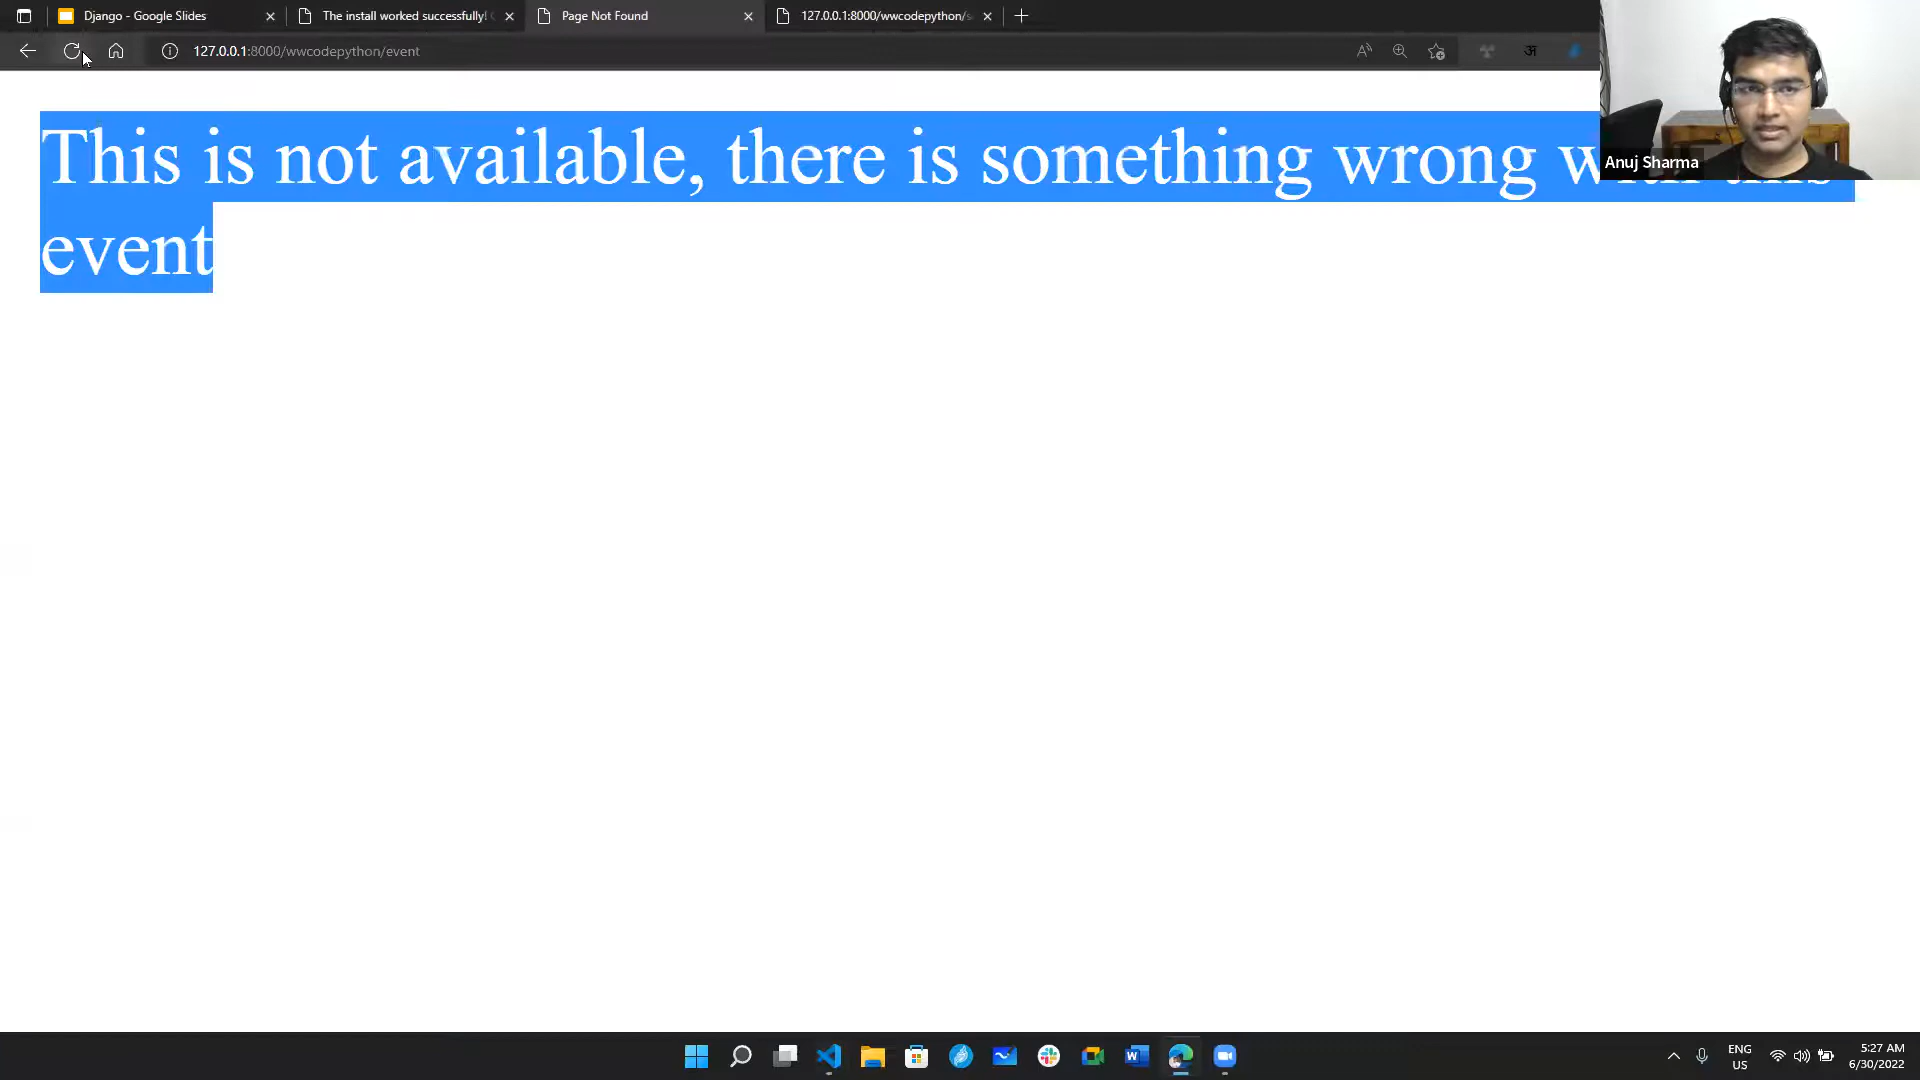 Django - Google Slides
The install worked successfully!
Page Not Found
127.0.0.1:8000/wwcodepython/s
127.0.0.1:8000/wwcodepython/event
अ
This is not available, there is something wrong with this
event
Anuj Sharma
ENG
US
5:27 AM
6/30/2022